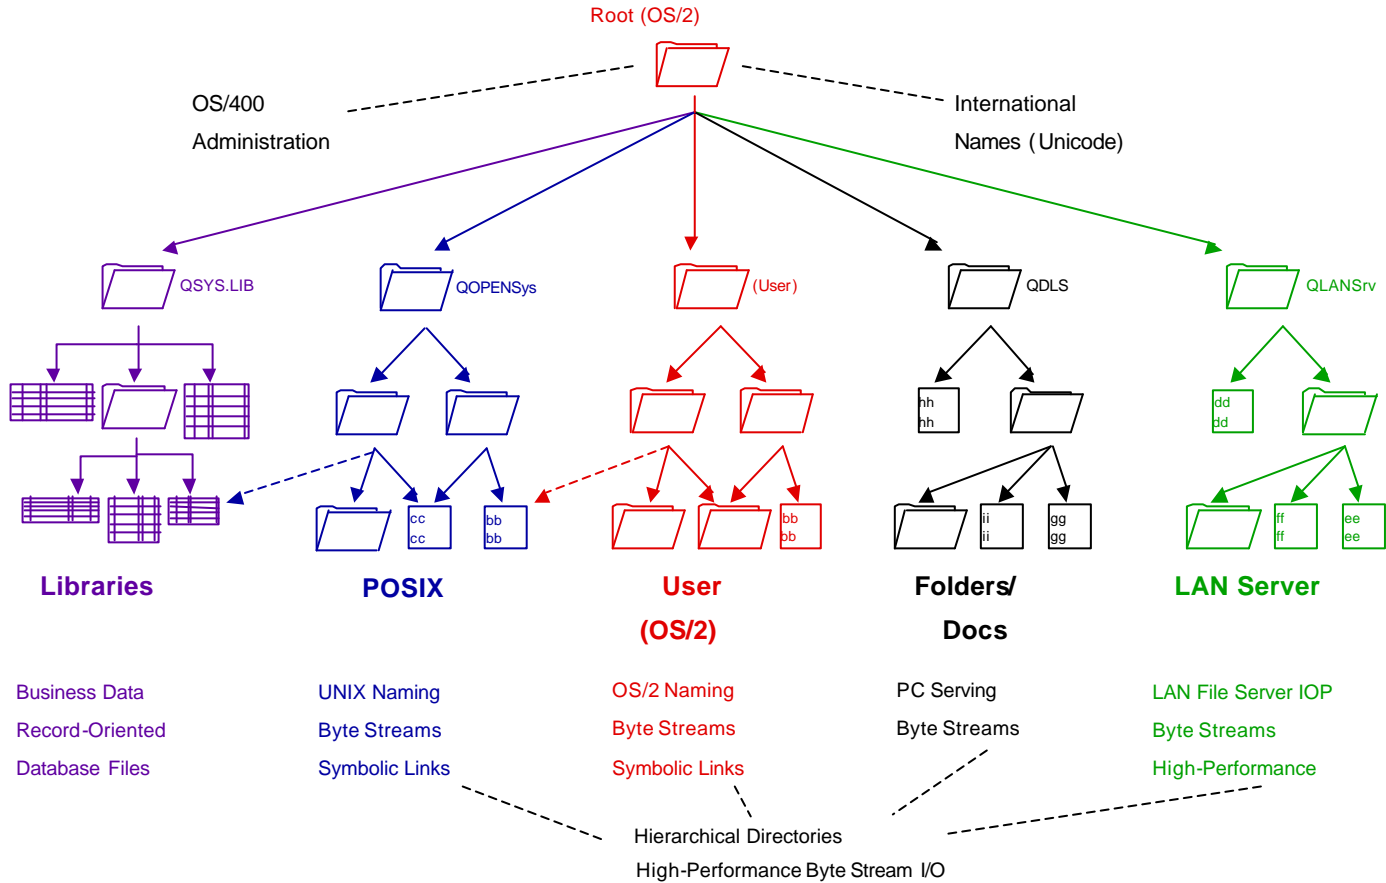 Root (OS/2)
OS/400
Administration
International
Names (Unicode)
QSYS.LIB
QOPENSys
(User)
QDLS
QLANSrv
hh
hh
dd
dd
cc
cc
bb
bb
bb
bb
ii
ii
gg
gg
ff
ff
ee
ee
Libraries
POSIX
User
(OS/2)
Folders/
Docs
LAN Server
Business Data
Record-Oriented
Database Files
UNIX Naming
Byte Streams
Symbolic Links
OS/2 Naming
Byte Streams
Symbolic Links
PC Serving
Byte Streams
LAN File Server IOP
Byte Streams
High-Performance
Hierarchical Directories
High-Performance Byte Stream I/O